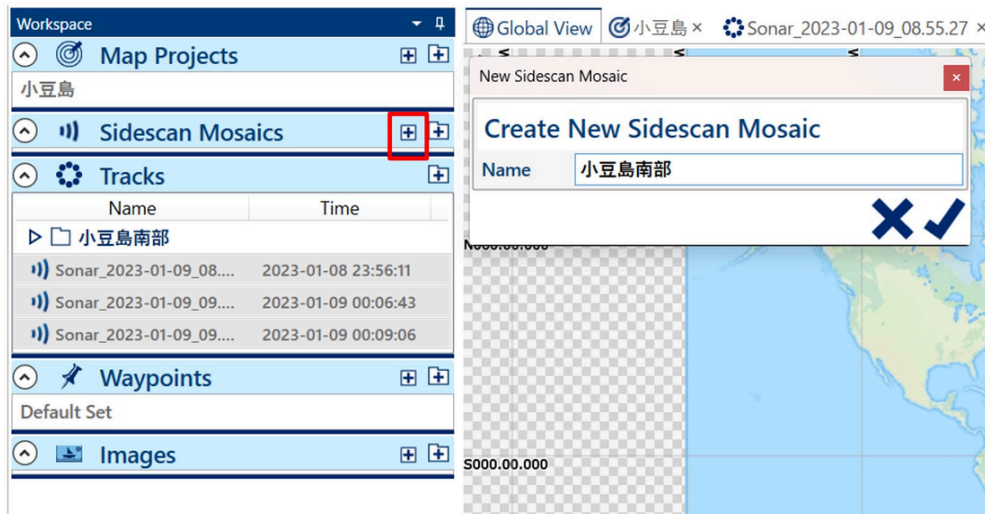 Workspace
Map Projects
小豆島
Sidescan Mosaics
Tracks
Name Time
小豆島南部
Sonar_2023-01-09_08.... 2023-01-08 23:56:11
Sonar_2023-01-09_09.... 2023-01-09 00:06:43
Sonar_2023-01-09_09.... 2023-01-09 00:09:06
Waypoints
Default Set
Images
Global View 小豆島 × Sonar_2023-01-09_08.55.27 ×
New Sidescan Mosaic
Create New Sidescan Mosaic
Name 小豆島南部
S000.00.000